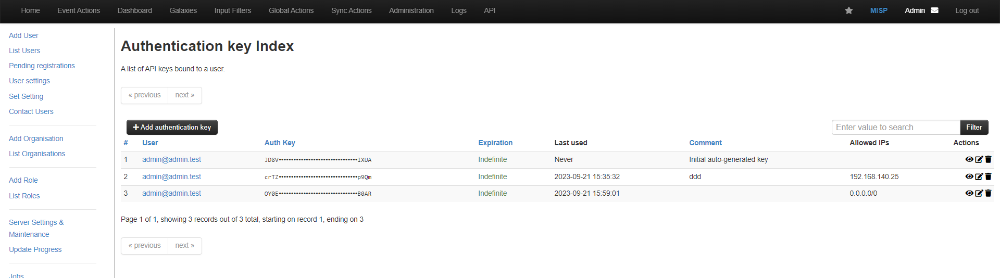 Home Event Actions Dashboard Galaxies Input Filters Global Actions Sync Actions Administration Logs API MISP Admin Log out
Add User
List Users
Pending registrations
User settings
Set Setting
Contact Users
Add Organisation
List Organisations
Add Role
List Roles
Server Settings &
Maintenance
Update Progress
Jobs
Authentication key Index
A list of API keys bound to a user.
« previous next »
Add authentication key Enter value to search Filter
# User Auth Key Expiration Last used Comment Allowed IPs Actions
1 admin@admin.test JD8V••••••••••••••••••••••••••••••••IXUA Indefinite Never Initial auto-generated key
2 admin@admin.test crTZ••••••••••••••••••••••••••••••••p9Qm Indefinite 2023-09-21 15:35:32 ddd 192.168.140.25
3 admin@admin.test OY0E••••••••••••••••••••••••••••••••B0AR Indefinite 2023-09-21 15:59:01 0.0.0.0/0
Page 1 of 1, showing 3 records out of 3 total, starting on record 1, ending on 3
« previous next »